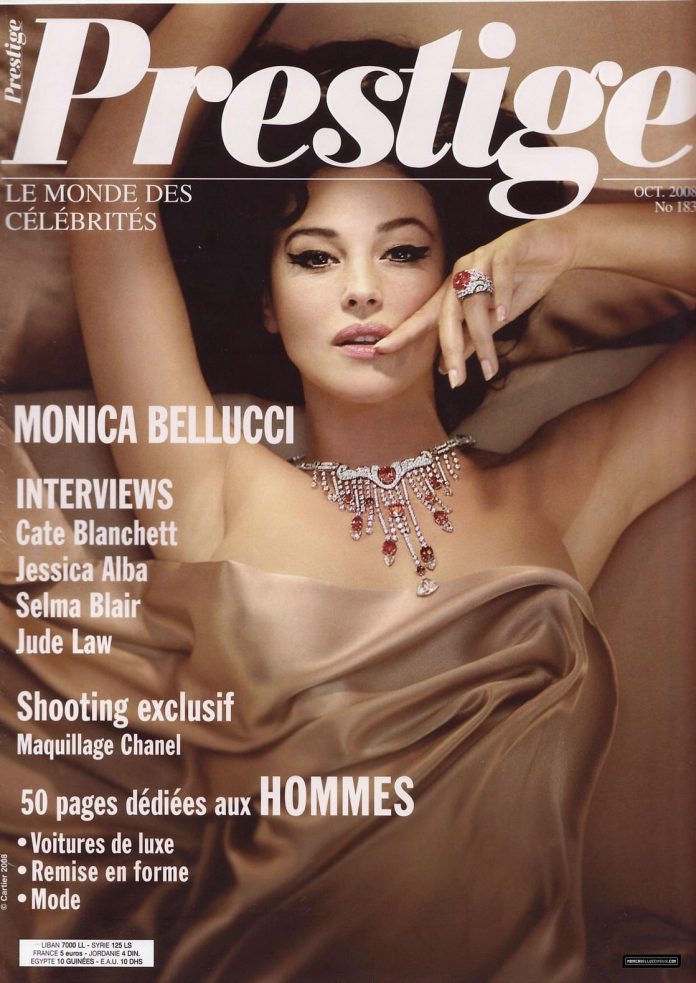 Prestige
Prestige
LE MONDE DES
CÉLÉBRITÉS
OCT. 2008
No 183
MONICA BELLUCCI
INTERVIEWS
Cate Blanchett
Jessica Alba
Selma Blair
Jude Law
Shooting exclusif
Maquillage Chanel
50 pages dédiées aux HOMMES
• Voitures de luxe
• Remise en forme
• Mode
© Cartier 2008
LIBAN 7000 LL - SYRIE 125 LS
FRANCE 5 euros - JORDANIE 4 DIN.
EGYPTE 10 GUINÉES - E.A.U. 10 DHS